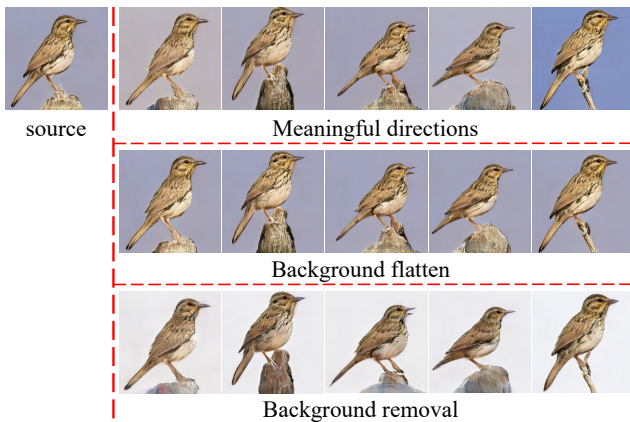 source
Meaningful directions
Background flatten
Background removal